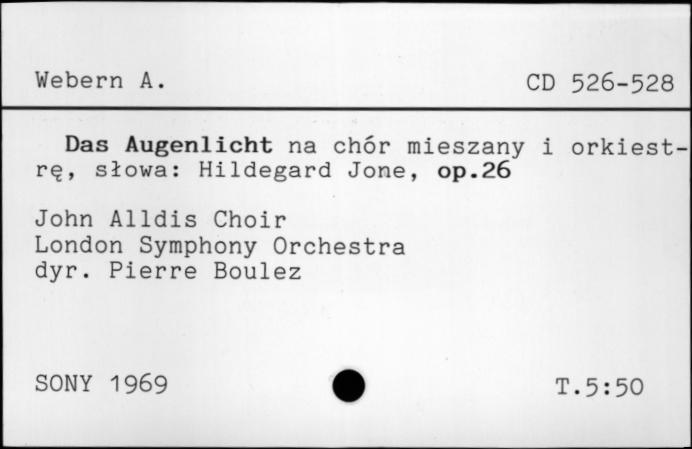 Webern A.
CD 526-528
Das Augenlicht na chór mieszany i orkiest-
rę, słowa: Hildegard Jone, op.26
John Alldis Choir
London Symphony Orchestra
dyr. Pierre Boulez
SONY 1969
T.5:50